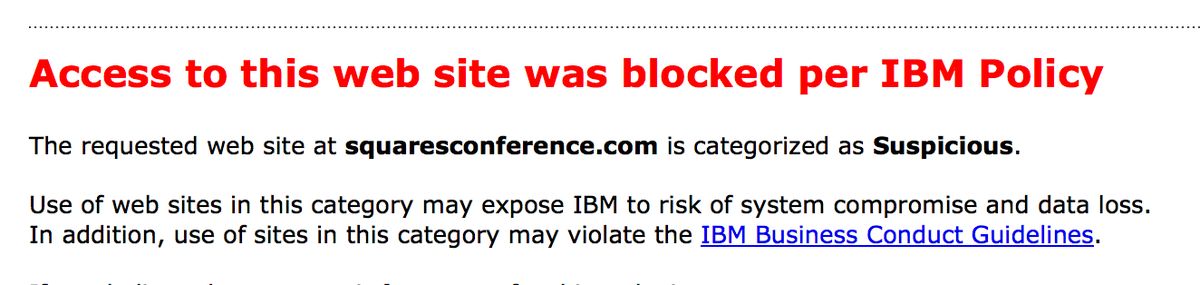 Access to this web site was blocked per IBM Policy
The requested web site at squaresconference.com is categorized as Suspicious.
Use of web sites in this category may expose IBM to risk of system compromise and data loss.
In addition, use of sites in this category may violate the IBM Business Conduct Guidelines.